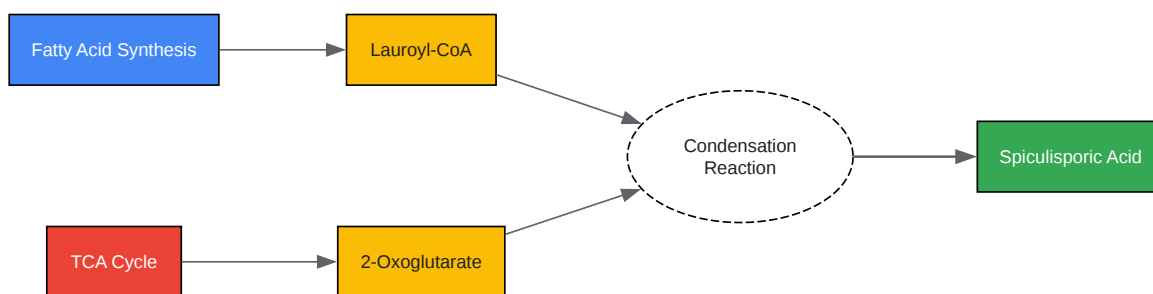 Fatty Acid Synthesis
Lauroyl-CoA
Condensation
Reaction
Spiculisporic Acid
TCA Cycle
2-Oxoglutarate